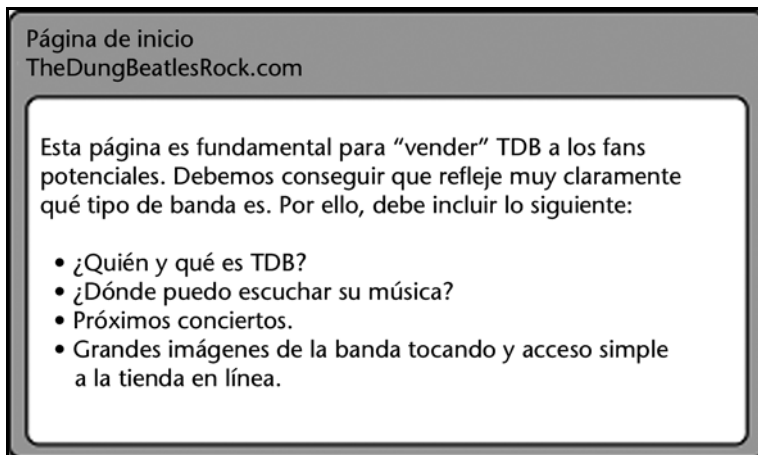 Página de inicio
TheDungBeatlesRock.com
Esta página es fundamental para “vender” TDB a los fans
potenciales. Debemos conseguir que refleje muy claramente
qué tipo de banda es. Por ello, debe incluir lo siguiente:
• ¿Quién y qué es TDB?
• ¿Dónde puedo escuchar su música?
• Próximos conciertos.
• Grandes imágenes de la banda tocando y acceso simple
a la tienda en línea.